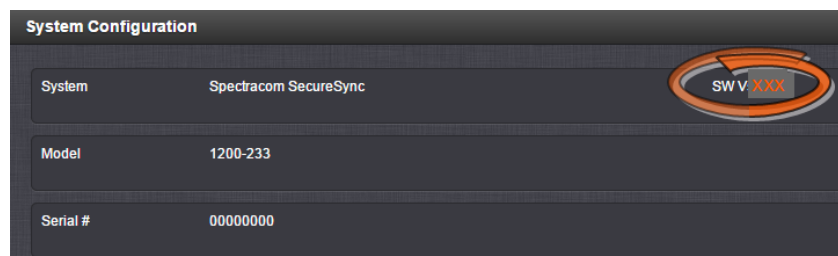 System Configuration
System Spectracom SecureSync SW V XXX
Model 1200-233
Serial # 00000000